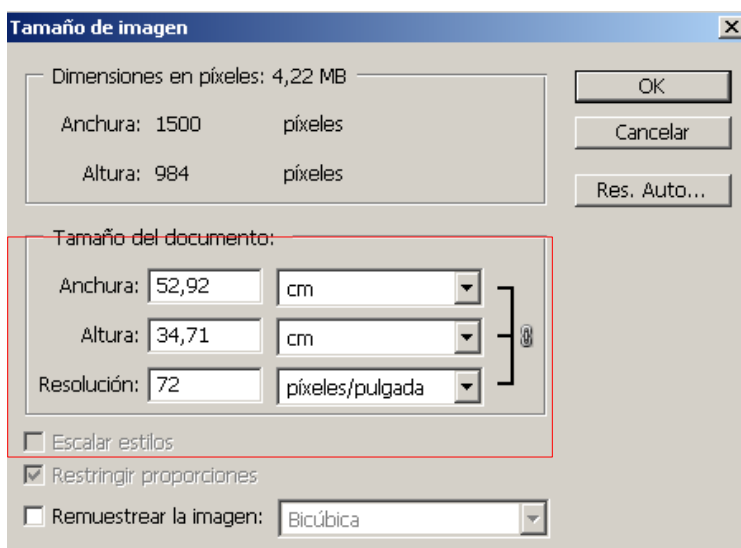 Tamaño de imagen
Dimensiones en píxeles: 4,22 MB
OK
Anchura: 1500 píxeles
Cancelar
Altura: 984 píxeles
Res. Auto...
Tamaño del documento:
Anchura: 52,92 cm
Altura: 34,71 cm
Resolución: 72 píxeles/pulgada
Escalar estilos
Restringir proporciones
Remuestrear la imagen: Bicúbica